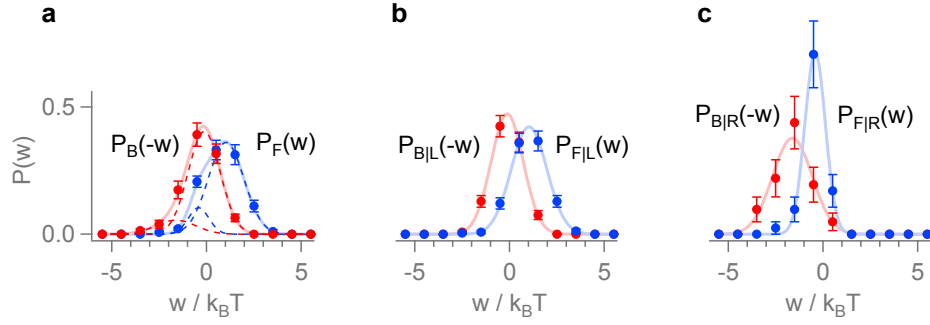 a
b
c
P(w)
0.5
0.0
P_B(-w)
P_F(w)
-5
0
5
w / k_BT
P_B|L(-w)
P_F|L(w)
-5
0
5
w / k_BT
P_B|R(-w)
P_F|R(w)
-5
0
5
w / k_BT